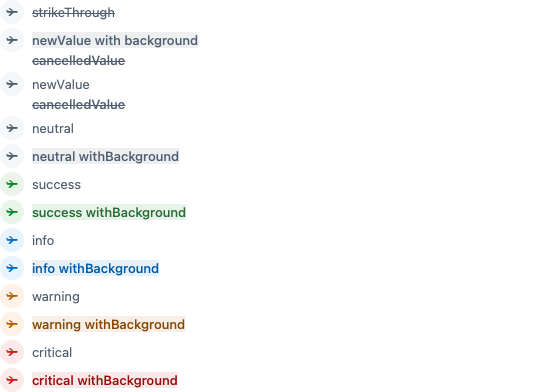 strikeThrough
newValue with background
cancelledValue
newValue
cancelledValue
neutral
neutral withBackground
success
success withBackground
info
info withBackground
warning
warning withBackground
critical
critical withBackground